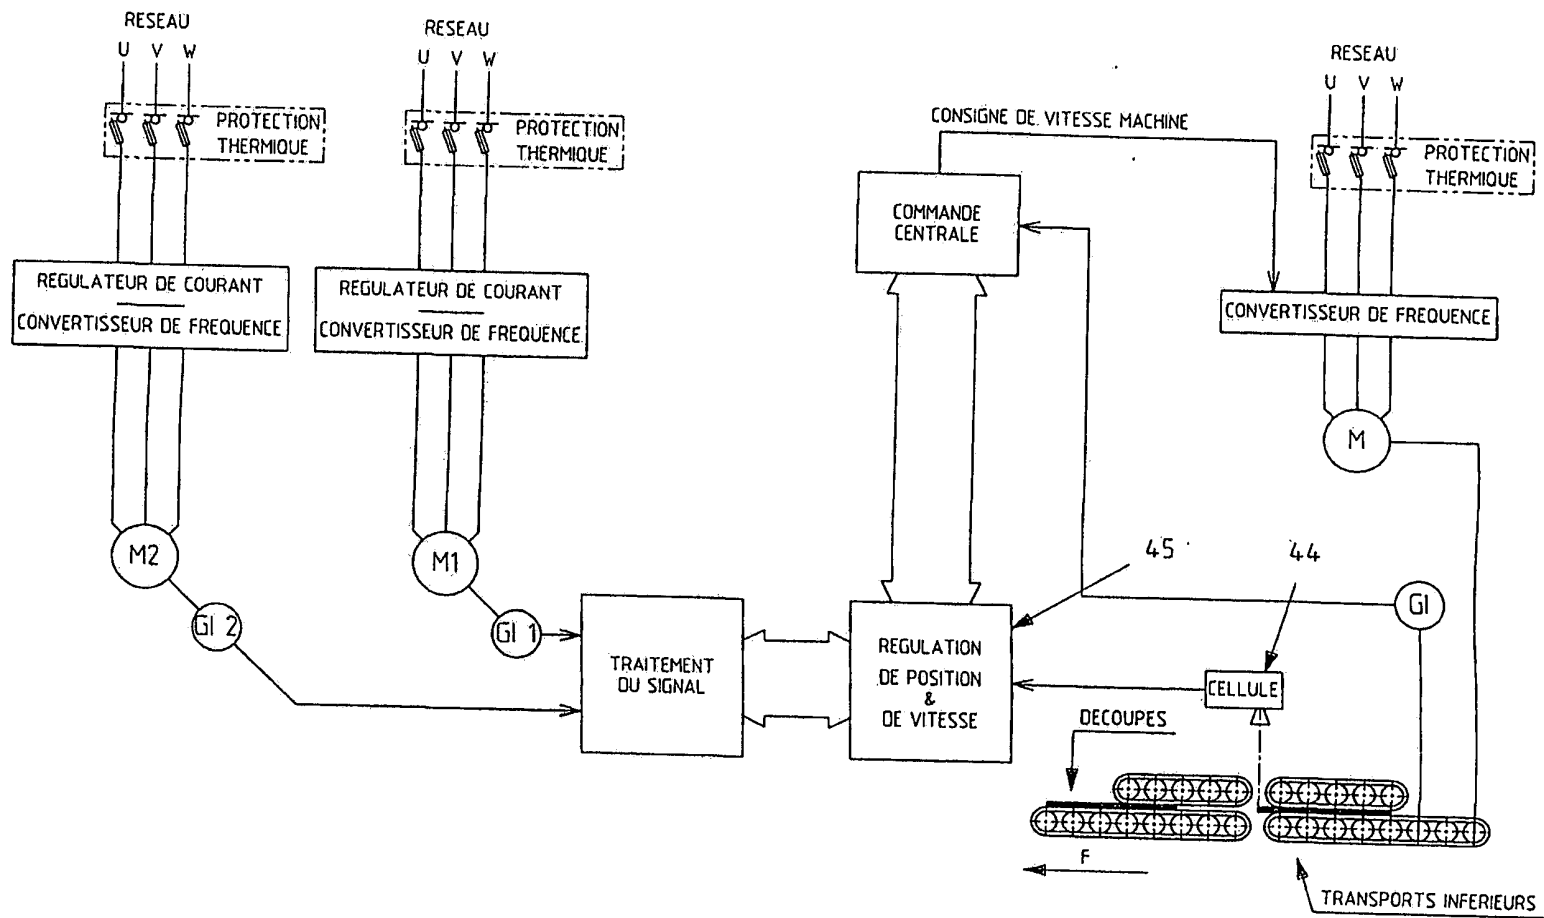 RESEAU
U V W
PROTECTION
THERMIQUE
REGULATEUR DE COURANT
CONVERTISSEUR DE FREQUENCE
M2
GI 2
RESEAU
U V W
PROTECTION
THERMIQUE
REGULATEUR DE COURANT
CONVERTISSEUR DE FREQUENCE
M1
GI 1
TRAITEMENT
DU SIGNAL
CONSIGNE DE VITESSE MACHINE
COMMANDE
CENTRALE
REGULATION
DE POSITION
&
DE VITESSE
45
44
RESEAU
U V W
PROTECTION
THERMIQUE
CONVERTISSEUR DE FREQUENCE
M
GI
CELLULE
DECOUPES
F
TRANSPORTS INFERIEURS